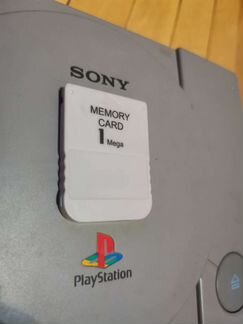 SONY
MEMORY
CARD
1 Mega
PlayStation